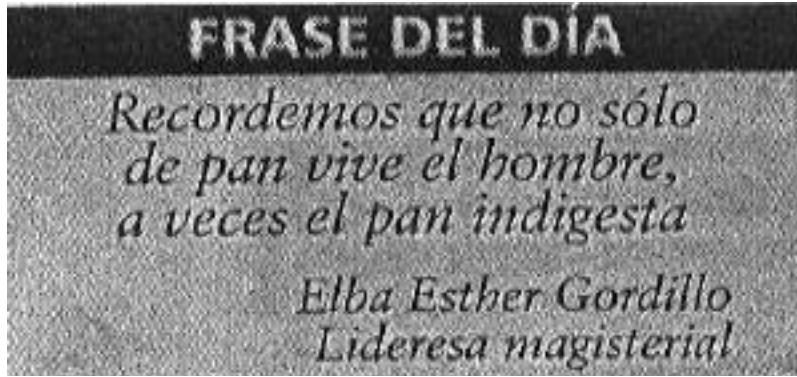 FRASE DEL DÍA
Recordemos que no sólo
de pan vive el hombre,
a veces el pan indigesta
Elba Esther Gordillo
Lideresa magisterial